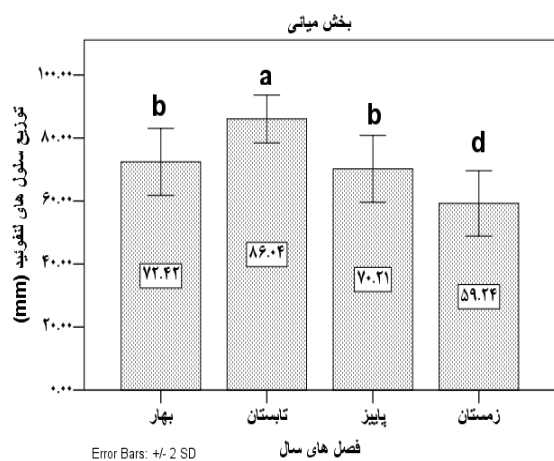 بخش میانی
توزیع سلول های لنفوئید (mm)
۱۰۰.۰۰
۸۰.۰۰
۶۰.۰۰
۴۰.۰۰
۲۰.۰۰
۰.۰۰
b
a
b
d
۷۲.۴۲
۸۶.۰۴
۷۰.۲۱
۵۹.۲۴
بهار
تابستان
پاییز
زمستان
فصل های سال
Error Bars: +/- 2 SD